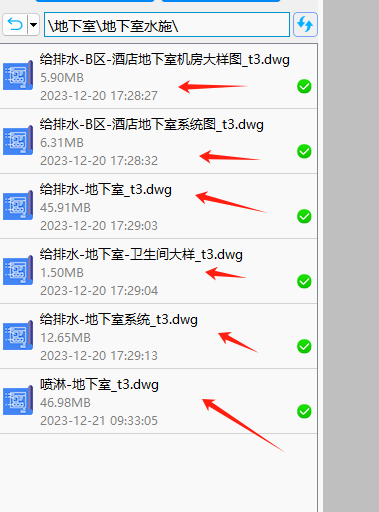 \地下室\地下室水施\
给排水-B区-酒店地下室机房大样图_t3.dwg
5.90MB
2023-12-20 17:28:27
给排水-B区-酒店地下室系统图_t3.dwg
6.31MB
2023-12-20 17:28:32
给排水-地下室_t3.dwg
45.91MB
2023-12-20 17:29:03
给排水-地下室-卫生间大样_t3.dwg
1.50MB
2023-12-20 17:29:04
给排水-地下室系统_t3.dwg
12.65MB
2023-12-20 17:29:13
喷淋-地下室_t3.dwg
46.98MB
2023-12-21 09:33:05